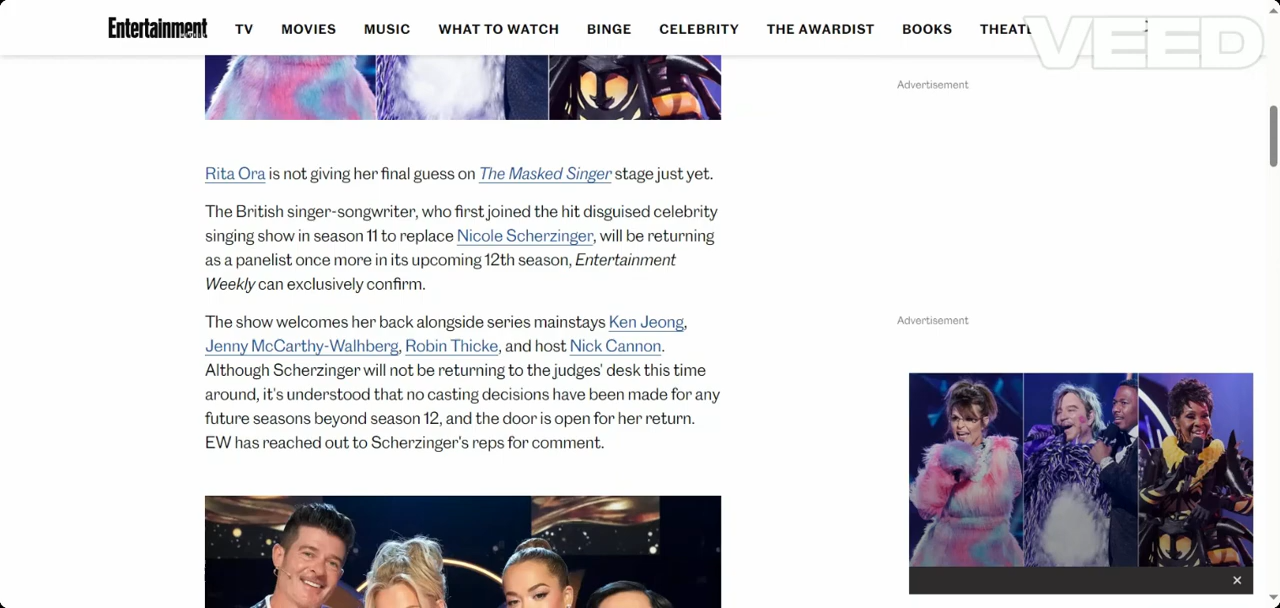 Entertainment
TV
MOVIES
MUSIC
WHAT TO WATCH
BINGE
CELEBRITY
THE AWARDIST
BOOKS
VEED
Advertisement
Rita Ora is not giving her final guess on The Masked Singer stage just yet.
The British singer-songwriter, who first joined the hit disguised celebrity
singing show in season 11 to replace Nicole Scherzinger, will be returning
as a panelist once more in its upcoming 12th season, Entertainment
Weekly can exclusively confirm.
The show welcomes her back alongside series mainstays Ken Jeong,
Jenny McCarthy-Walhberg, Robin Thicke, and host Nick Cannon.
Although Scherzinger will not be returning to the judges' desk this time
around, it's understood that no casting decisions have been made for any
future seasons beyond season 12, and the door is open for her return.
EW has reached out to Scherzinger's reps for comment.
Advertisement